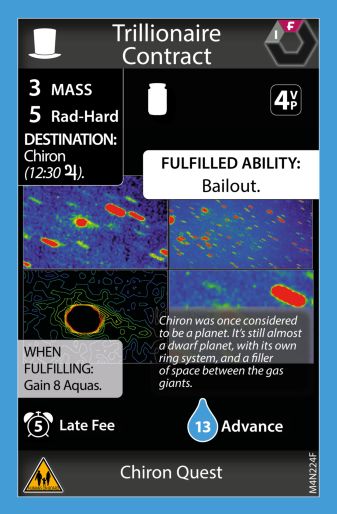 Trillionaire
Contract
I F
3 MASS
5 Rad-Hard
DESTINATION:
Chiron
(12:30 ♃).
4 VP
FULFILLED ABILITY:
Bailout.
Chiron was once considered
to be a planet. It's still almost
a dwarf planet, with its own
ring system, and a filler
of space between the gas
giants.
WHEN
FULFILLING:
Gain 8 Aquas.
5 Late Fee
13 Advance
Chiron Quest
M4N224F